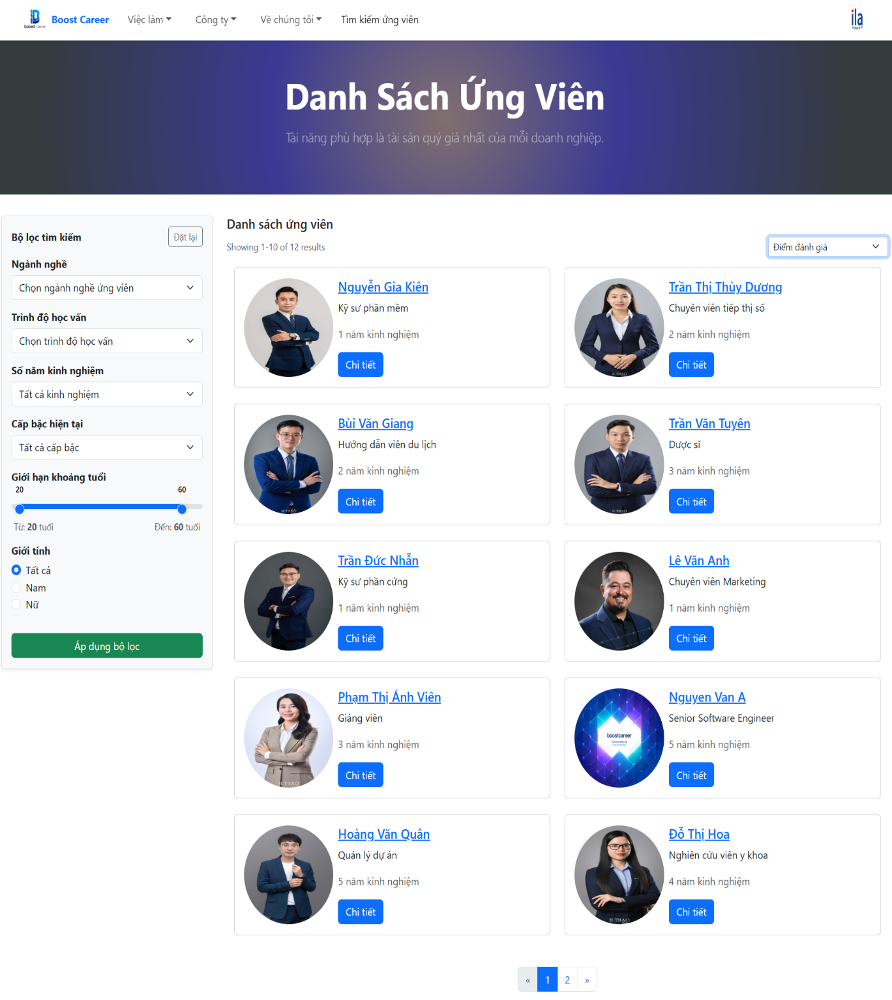 boost career
Boost Career
Việc làm
Công ty
Về chúng tôi
Tìm kiếm ứng viên
ila
Danh Sách Ứng Viên
Tài năng phù hợp là tài sản quý giá nhất của mỗi doanh nghiệp.
Bộ lọc tìm kiếm
Đặt lại
Ngành nghề
Chọn ngành nghề ứng viên
Trình độ học vấn
Chọn trình độ học vấn
Số năm kinh nghiệm
Tất cả kinh nghiệm
Cấp bậc hiện tại
Tất cả cấp bậc
Giới hạn khoảng tuổi
20 60
Từ: 20 tuổi Đến: 60 tuổi
Giới tính
Tất cả
Nam
Nữ
Áp dụng bộ lọc
Danh sách ứng viên
Showing 1-10 of 12 results
Điểm đánh giá
Nguyễn Gia Kiên
Kỹ sư phần mềm
1 năm kinh nghiệm
Chi tiết
Trần Thị Thùy Dương
Chuyên viên tiếp thị số
2 năm kinh nghiệm
Chi tiết
H.THAO
Bùi Văn Giang
Hướng dẫn viên du lịch
2 năm kinh nghiệm
Chi tiết
H.THAO
Trần Văn Tuyên
Dược sĩ
3 năm kinh nghiệm
Chi tiết
H.THAO
Trần Đức Nhẫn
Kỹ sư phần cứng
1 năm kinh nghiệm
Chi tiết
Lê Văn Anh
Chuyên viên Marketing
1 năm kinh nghiệm
Chi tiết
Phạm Thị Ánh Viên
Giảng viên
3 năm kinh nghiệm
Chi tiết
H.THAO
Nguyen Van A
Senior Software Engineer
5 năm kinh nghiệm
Chi tiết
boostcareer
Hoàng Văn Quân
Quản lý dự án
5 năm kinh nghiệm
Chi tiết
Đỗ Thị Hoa
Nghiên cứu viên y khoa
4 năm kinh nghiệm
Chi tiết
H.THAO
« 1 2 »